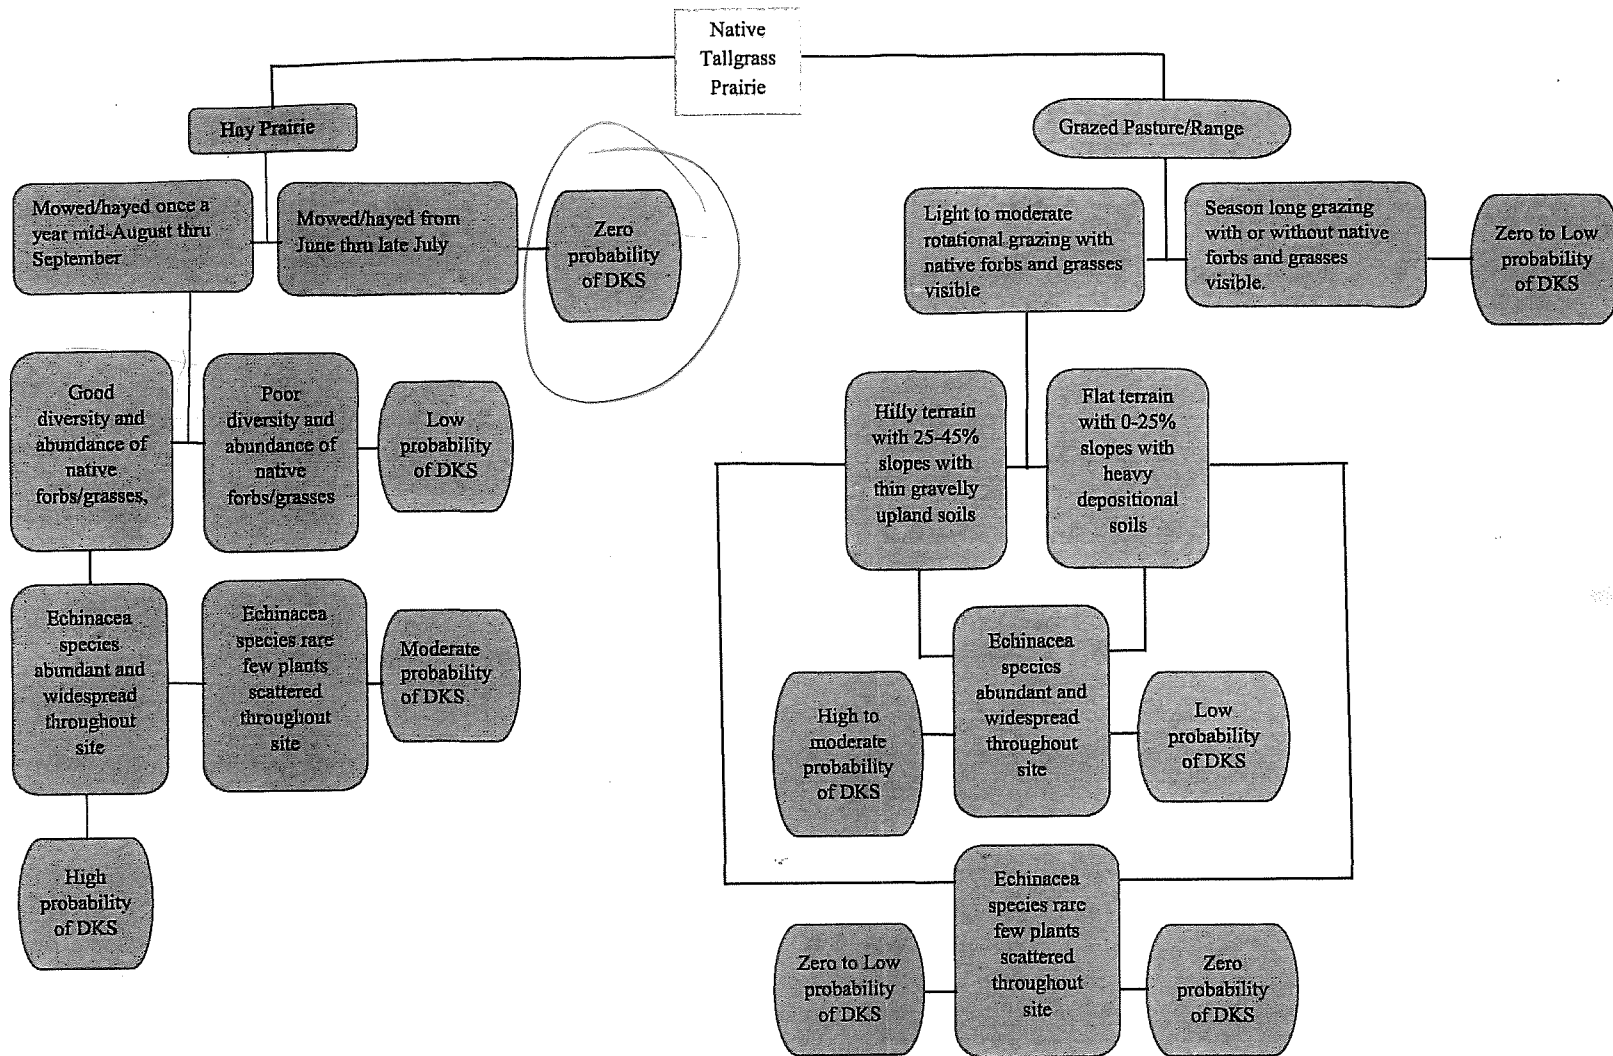 Native
Tallgrass
Prairie
Hay Prairie
Grazed Pasture/Range
Mowed/hayed once a
year mid-August thru
September
Mowed/hayed from
June thru late July
Zero
probability
of DKS
Light to moderate
rotational grazing with
native forbs and grasses
visible
Season long grazing
with or without native
forbs and grasses
visible.
Zero to Low
probability
of DKS
Good
diversity and
abundance of
native
forbs/grasses,
Poor
diversity and
abundance of
native
forbs/grasses
Low
probability
of DKS
Hilly terrain
with 25-45%
slopes with
thin gravelly
upland soils
Flat terrain
with 0-25%
slopes with
heavy
depositional
soils
Echinacea
species
abundant and
widespread
throughout
site
Echinacea
species rare
few plants
scattered
throughout
site
Moderate
probability
of DKS
Echinacea
species
abundant and
widespread
throughout
site
High to
moderate
probability
of DKS
Low
probability
of DKS
High
probability
of DKS
Echinacea
species rare
few plants
scattered
throughout
site
Zero to Low
probability
of DKS
Zero
probability
of DKS